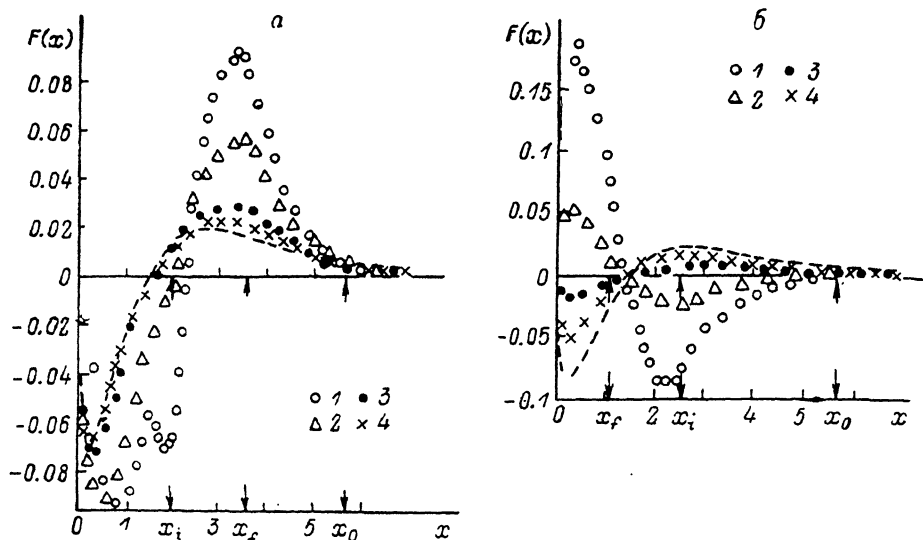 а
F(x)
0.08
0.06
0.04
0.02
0
-0.02
-0.04
-0.06
-0.08
○ 1 ● 3
△ 2 × 4
0 1 x_i 3 x_f 5 x_0 x
б
F(x)
0.15
0.1
0.05
0
-0.05
-0.1
○ 1 ● 3
△ 2 × 4
0 x_f 2 x_i 4 5 x_0 x